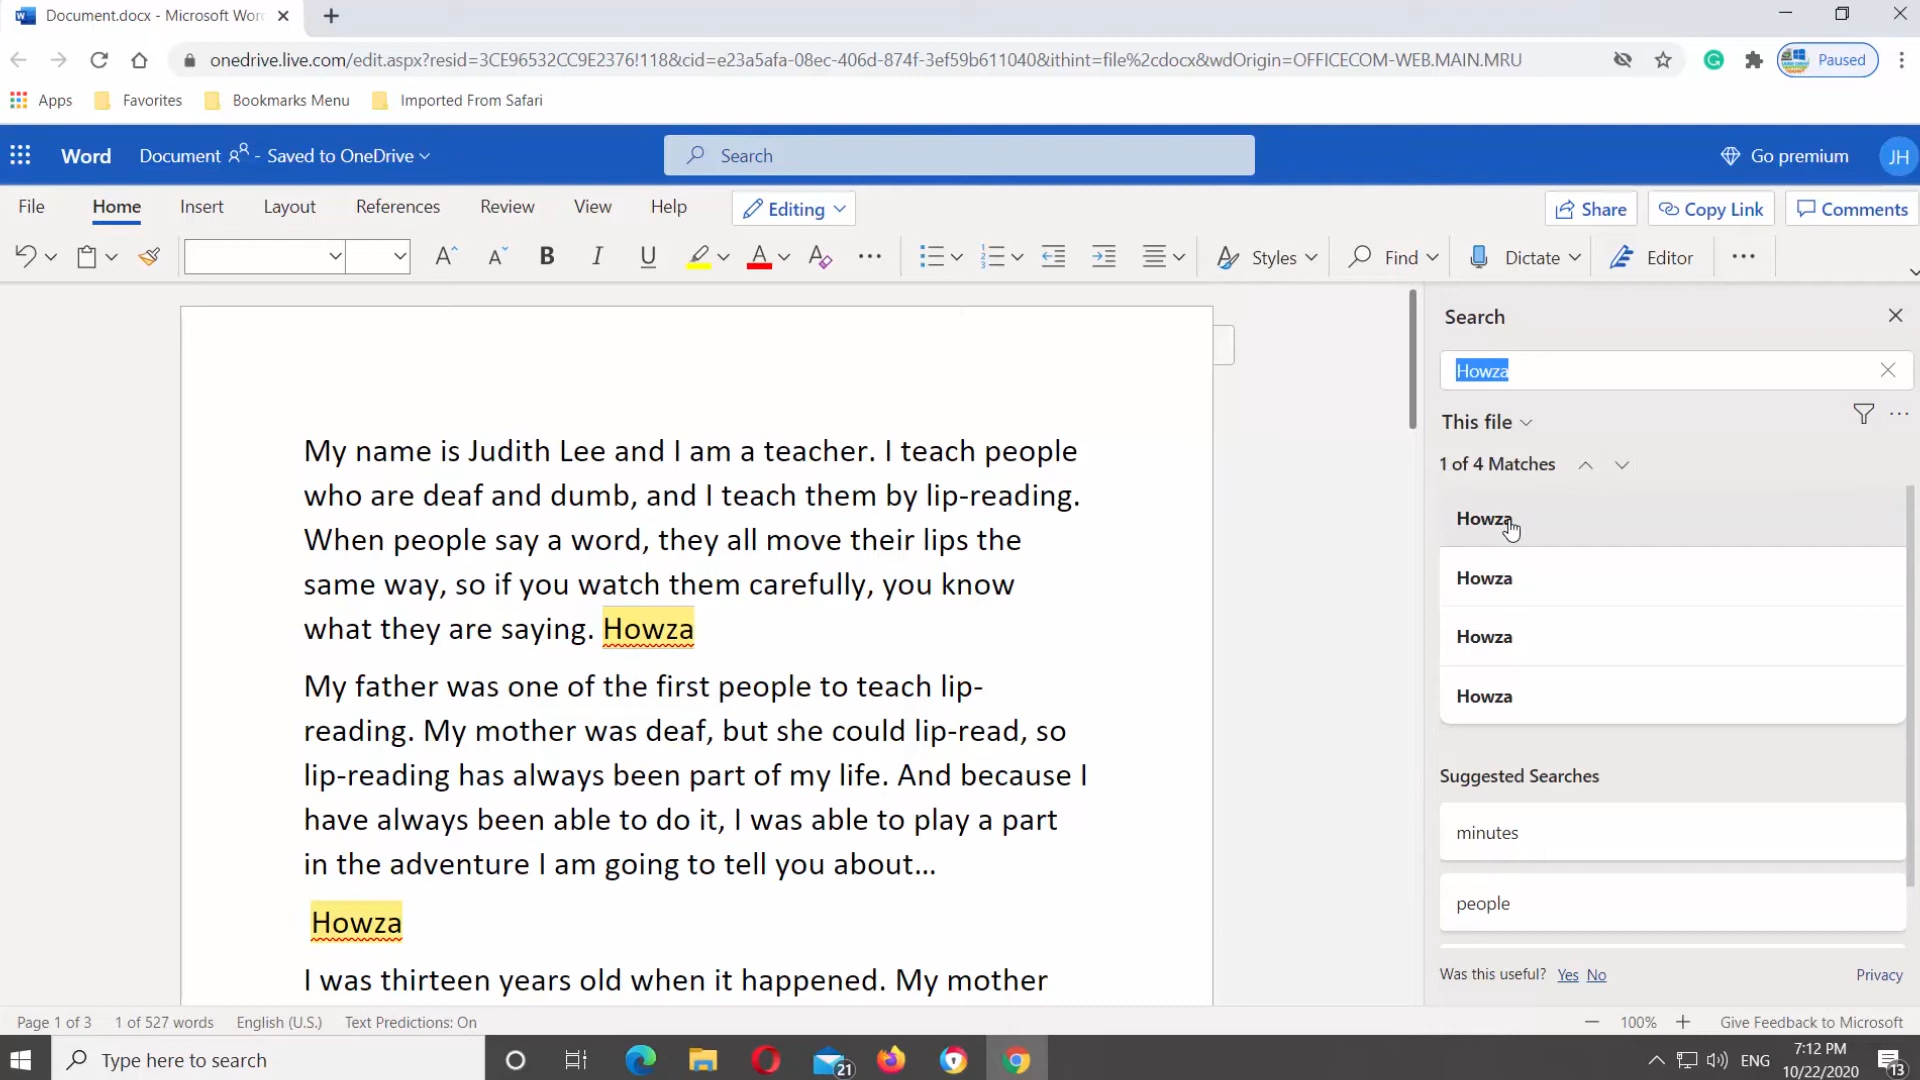 Document.docx - Microsoft Word
onedrive.live.com/edit.aspx?resid=3CE96532CC9E2376!118&cid=e23a5afa-08ec-406d-874f-3ef59b611040&ithint=file%2cdocx&wdOrigin=OFFICECOM-WEB.MAIN.MRU
Paused
Apps Favorites Bookmarks Menu Imported From Safari
Word Document - Saved to OneDrive Search Go premium JH
File Home Insert Layout References Review View Help Editing Share Copy Link Comments
A A B I U A A Styles Find Dictate Editor
Search
Howza
This file
1 of 4 Matches
Howza
Howza
Howza
Howza
Suggested Searches
minutes
people
Was this useful? Yes No Privacy
My name is Judith Lee and I am a teacher. I teach people
who are deaf and dumb, and I teach them by lip-reading.
When people say a word, they all move their lips the
same way, so if you watch them carefully, you know
what they are saying. Howza
My father was one of the first people to teach lip-
reading. My mother was deaf, but she could lip-read, so
lip-reading has always been part of my life. And because I
have always been able to do it, I was able to play a part
in the adventure I am going to tell you about...
Howza
I was thirteen years old when it happened. My mother
Page 1 of 3 1 of 527 words English (U.S.) Text Predictions: On 100% Give Feedback to Microsoft
Type here to search 21 ENG 7:12 PM
10/22/2020 13